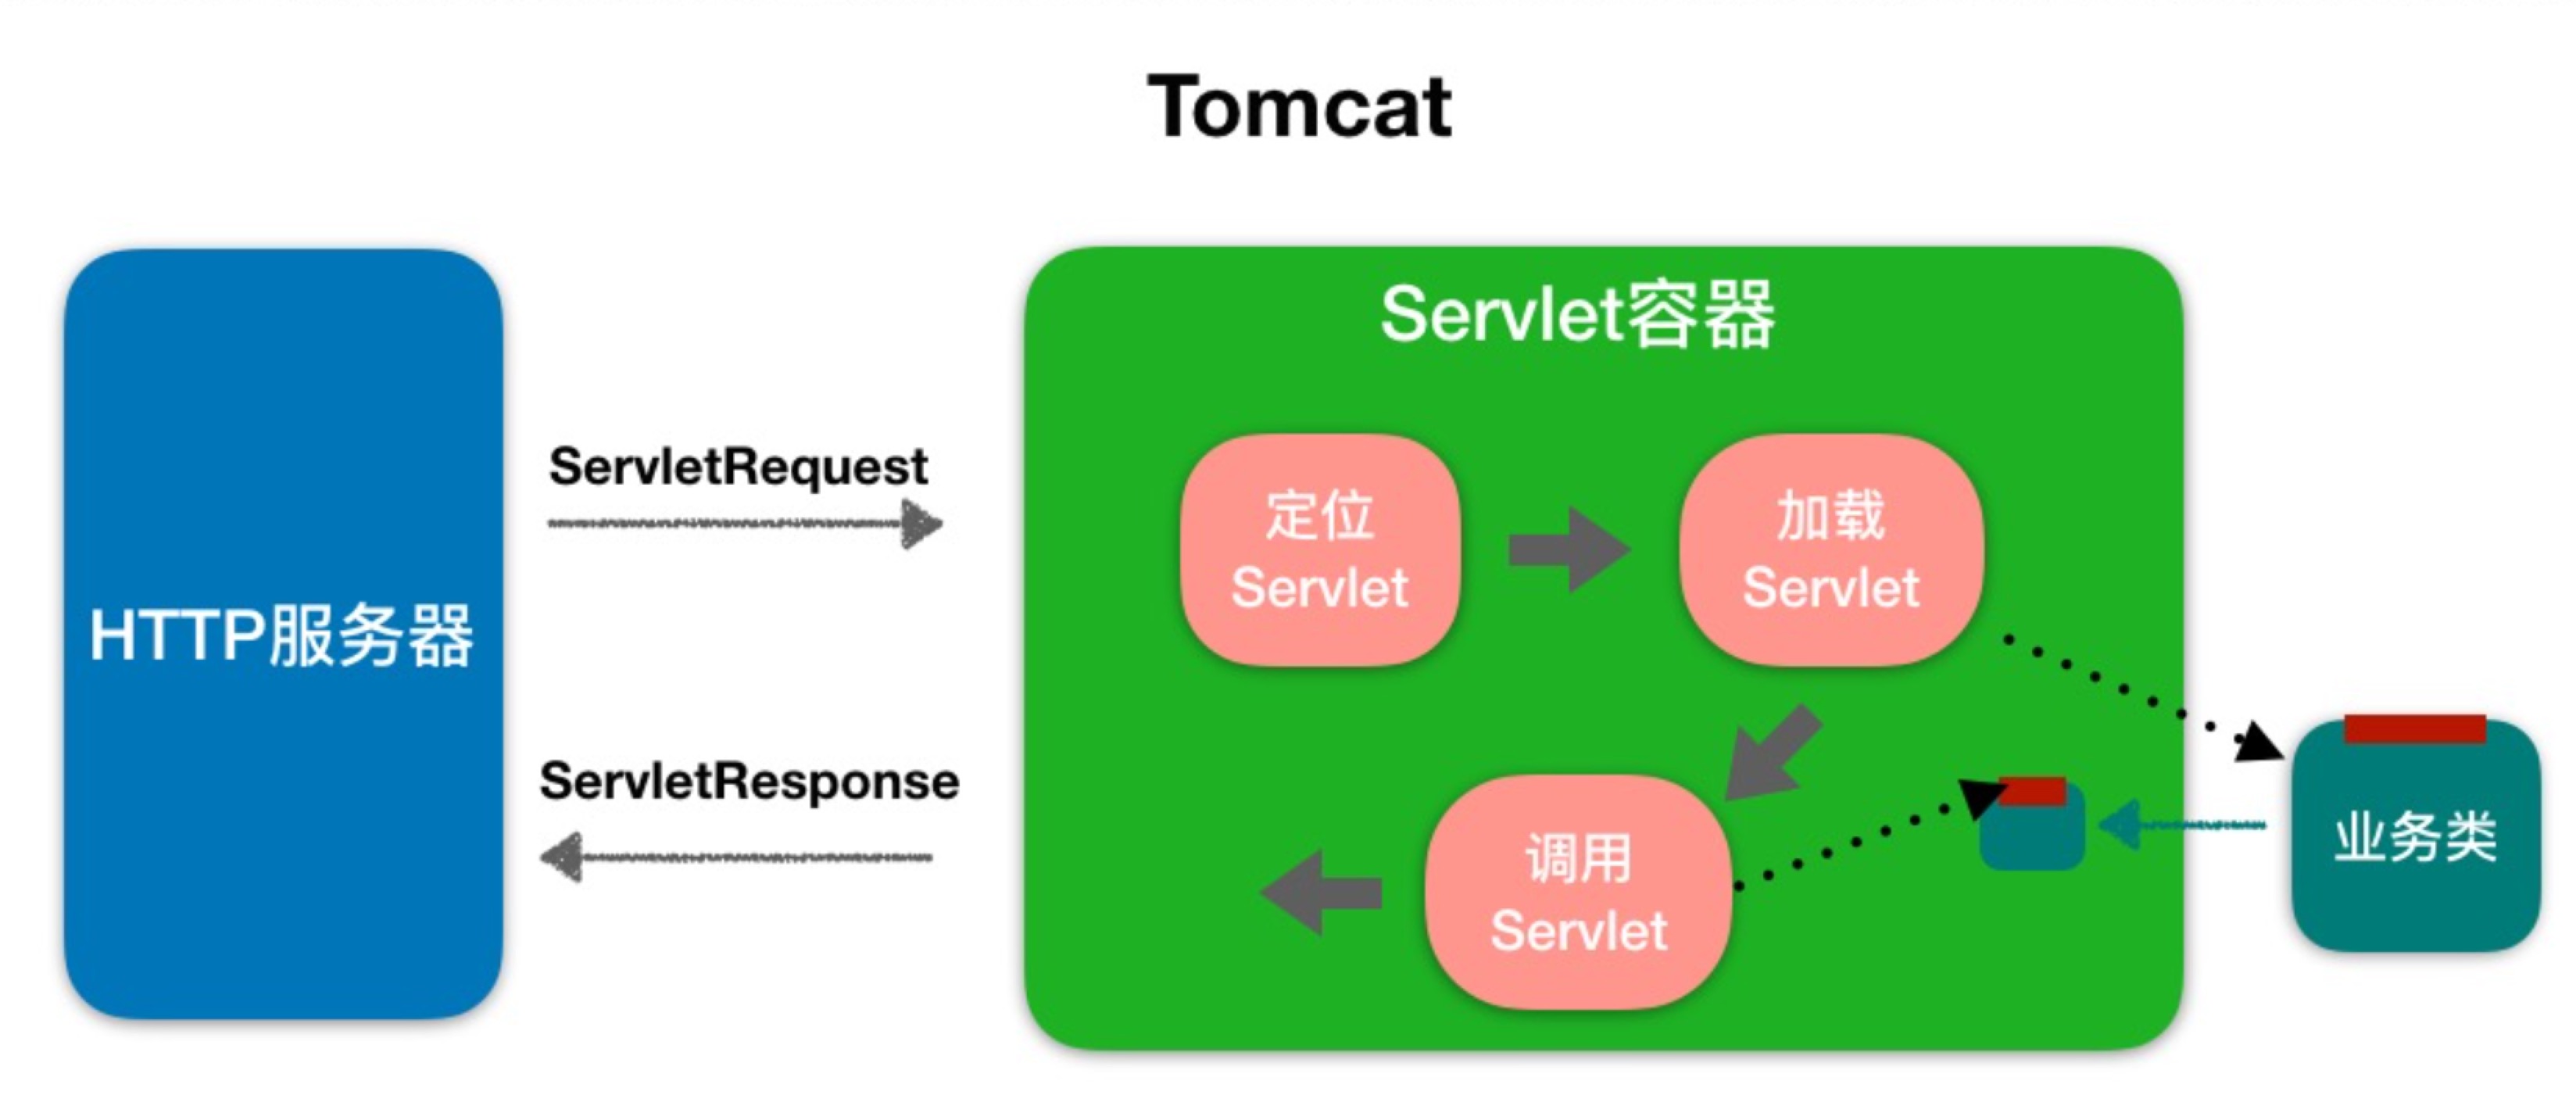 Tomcat
Servlet容器
ServletRequest
定位
Servlet
加载
Servlet
HTTP服务器
ServletResponse
调用
Servlet
业务类